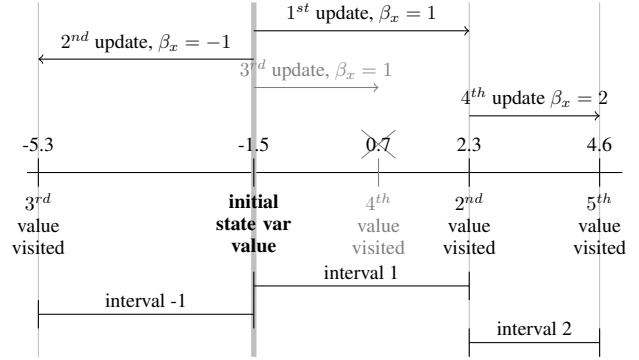 1st update, βx = 1
2nd update, βx = −1
3rd update, βx = 1
4th update βx = 2
-5.3 -1.5 0.7 2.3 4.6
3rd value visited
initial state var value
4th value visited
2nd value visited
5th value visited
interval 1
interval -1
interval 2